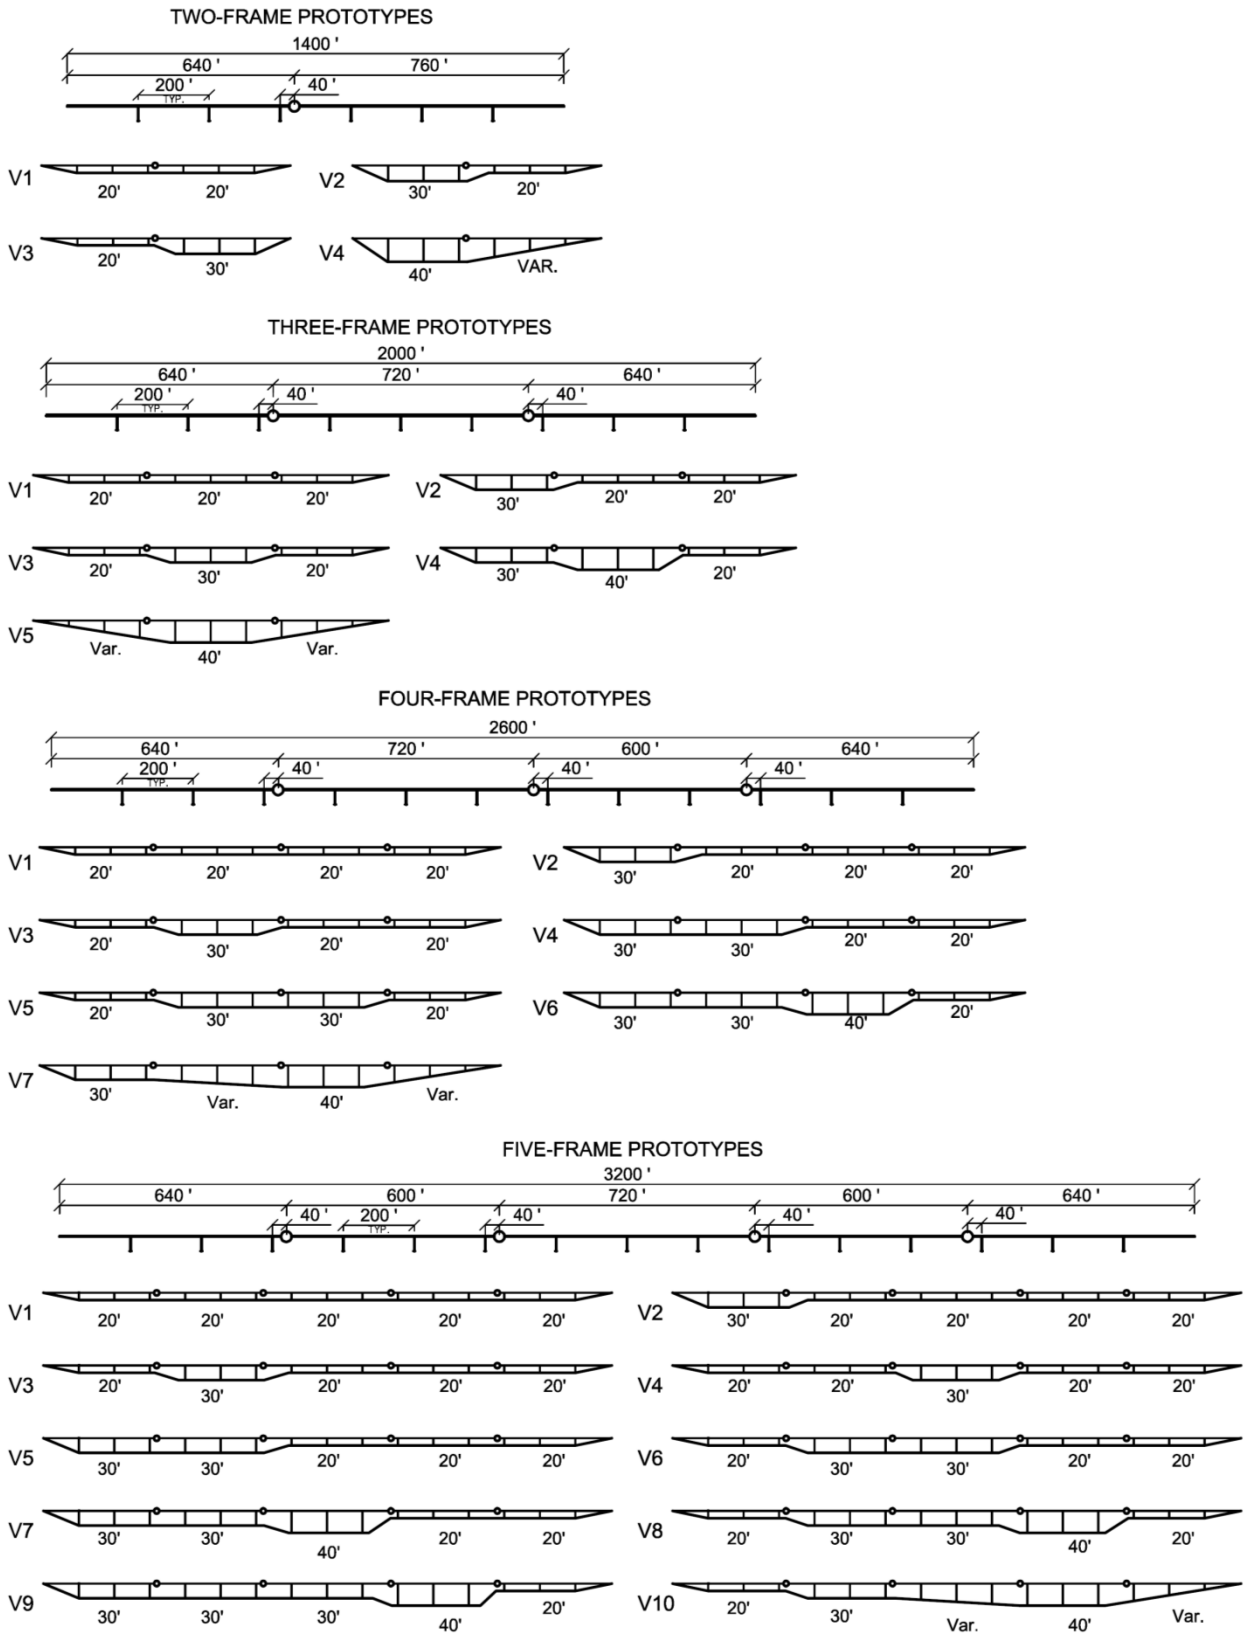 TWO-FRAME PROTOTYPES
1400 '
640 ' 760 '
200 ' 40 '
TYP.
V1 20' 20' V2 30' 20'
V3 20' 30' V4 40' VAR.
THREE-FRAME PROTOTYPES
2000 '
640 ' 720 ' 640 '
200 ' 40 ' 40 '
TYP.
V1 20' 20' 20' V2 30' 20' 20'
V3 20' 30' 20' V4 30' 40' 20'
V5 Var. 40' Var.
FOUR-FRAME PROTOTYPES
2600 '
640 ' 720 ' 600 ' 640 '
200 ' 40 ' 40 ' 40 '
TYP.
V1 20' 20' 20' 20' V2 30' 20' 20' 20'
V3 20' 30' 20' 20' V4 30' 30' 20' 20'
V5 20' 30' 30' 20' V6 30' 30' 40' 20'
V7 30' Var. 40' Var.
FIVE-FRAME PROTOTYPES
3200 '
640 ' 600 ' 720 ' 600 ' 640 '
40 ' 200 ' 40 ' 40 ' 40 '
TYP.
V1 20' 20' 20' 20' 20' V2 30' 20' 20' 20' 20'
V3 20' 30' 20' 20' 20' V4 20' 20' 30' 20' 20'
V5 30' 30' 20' 20' 20' V6 20' 30' 30' 20' 20'
V7 30' 30' 40' 20' 20' V8 20' 30' 30' 40' 20'
V9 30' 30' 30' 40' 20' V10 20' 30' Var. 40' Var.